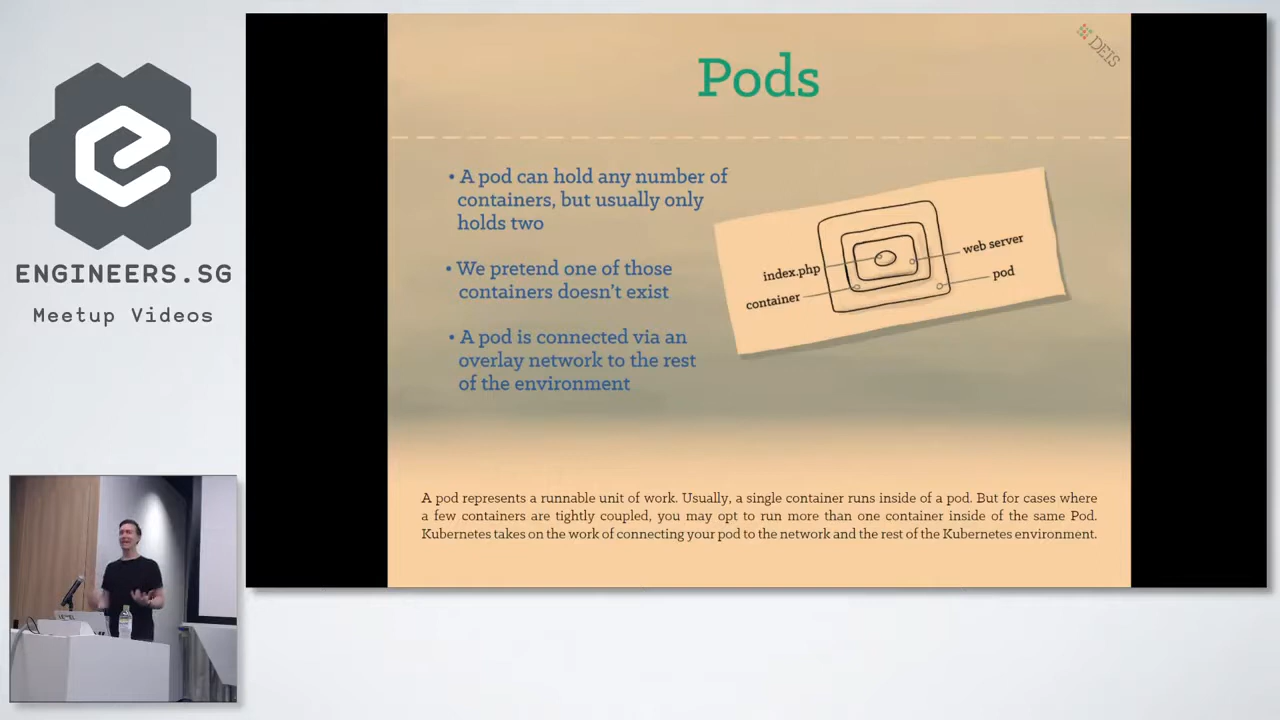 ENGINEERS.SG
Meetup Videos
DEIS
Pods
• A pod can hold any number of
containers, but usually only
holds two
• We pretend one of those
containers doesn't exist
• A pod is connected via an
overlay network to the rest
of the environment
index.php
container
web server
pod
A pod represents a runnable unit of work. Usually, a single container runs inside of a pod. But for cases where
a few containers are tightly coupled, you may opt to run more than one container inside of the same Pod.
Kubernetes takes on the work of connecting your pod to the network and the rest of the Kubernetes environment.